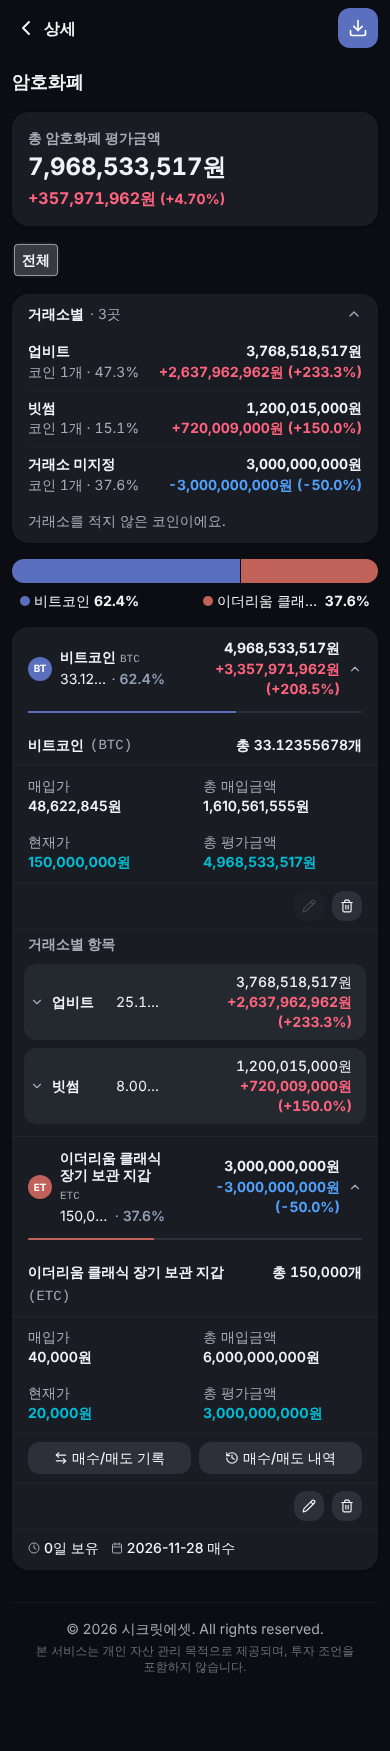 상세
암호화폐
총 암호화폐 평가금액
7,968,533,517원
+357,971,962원 (+4.70%)
전체
거래소별 · 3곳
업비트 3,768,518,517원
코인 1개 · 47.3% +2,637,962,962원 (+233.3%)
빗썸 1,200,015,000원
코인 1개 · 15.1% +720,009,000원 (+150.0%)
거래소 미지정 3,000,000,000원
코인 1개 · 37.6% -3,000,000,000원 (-50.0%)
거래소를 적지 않은 코인이에요.
비트코인 62.4% 이더리움 클래... 37.6%
BT 비트코인 BTC 4,968,533,517원
33.12... · 62.4% +3,357,971,962원
(+208.5%)
비트코인 (BTC) 총 33.12355678개
매입가 총 매입금액
48,622,845원 1,610,561,555원
현재가 총 평가금액
150,000,000원 4,968,533,517원
거래소별 항목
업비트 25.1... 3,768,518,517원
+2,637,962,962원
(+233.3%)
빗썸 8.00... 1,200,015,000원
+720,009,000원
(+150.0%)
ET 이더리움 클래식
장기 보관 지갑
ETC
150,0... · 37.6%
3,000,000,000원
-3,000,000,000원
(-50.0%)
이더리움 클래식 장기 보관 지갑 총 150,000개
(ETC)
매입가 총 매입금액
40,000원 6,000,000,000원
현재가 총 평가금액
20,000원 3,000,000,000원
매수/매도 기록 매수/매도 내역
0일 보유 2026-11-28 매수
© 2026 시크릿에셋. All rights reserved.
본 서비스는 개인 자산 관리 목적으로 제공되며, 투자 조언을
포함하지 않습니다.